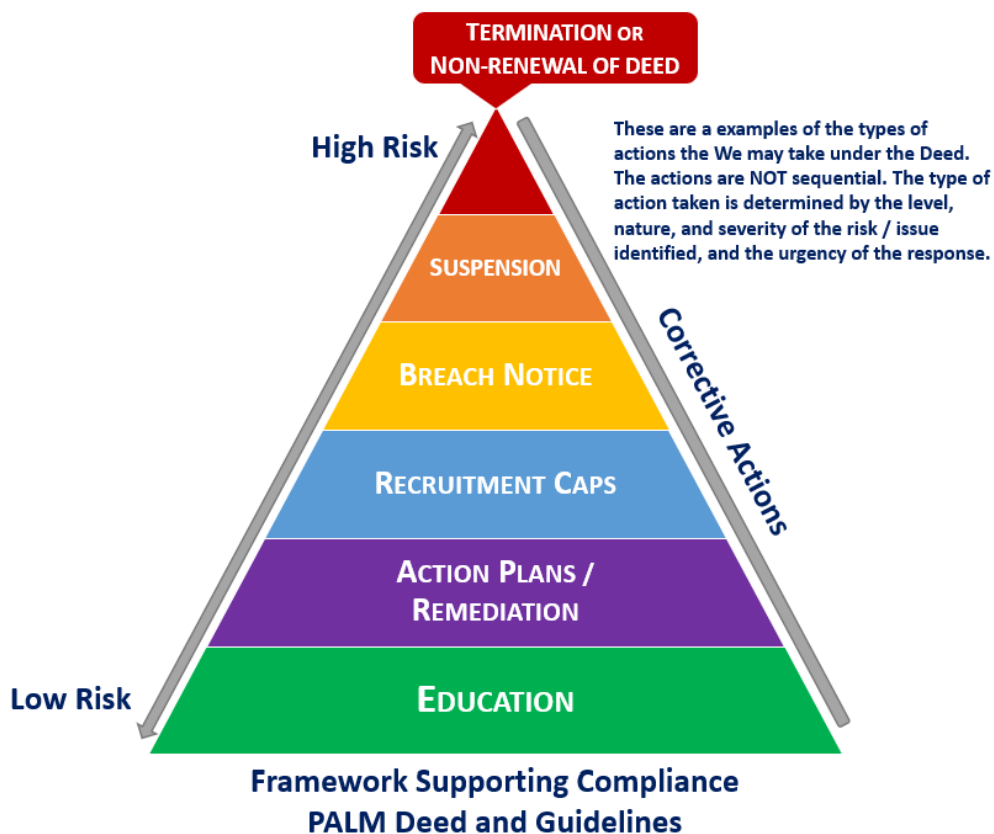 TERMINATION OR
NON-RENEWAL OF DEED
High Risk
These are a examples of the types of
actions the We may take under the Deed.
The actions are NOT sequential. The type of
action taken is determined by the level,
nature, and severity of the risk / issue
identified, and the urgency of the response.
SUSPENSION
BREACH NOTICE
Corrective Actions
RECRUITMENT CAPS
ACTION PLANS /
REMEDIATION
Low Risk
EDUCATION
Framework Supporting Compliance
PALM Deed and Guidelines